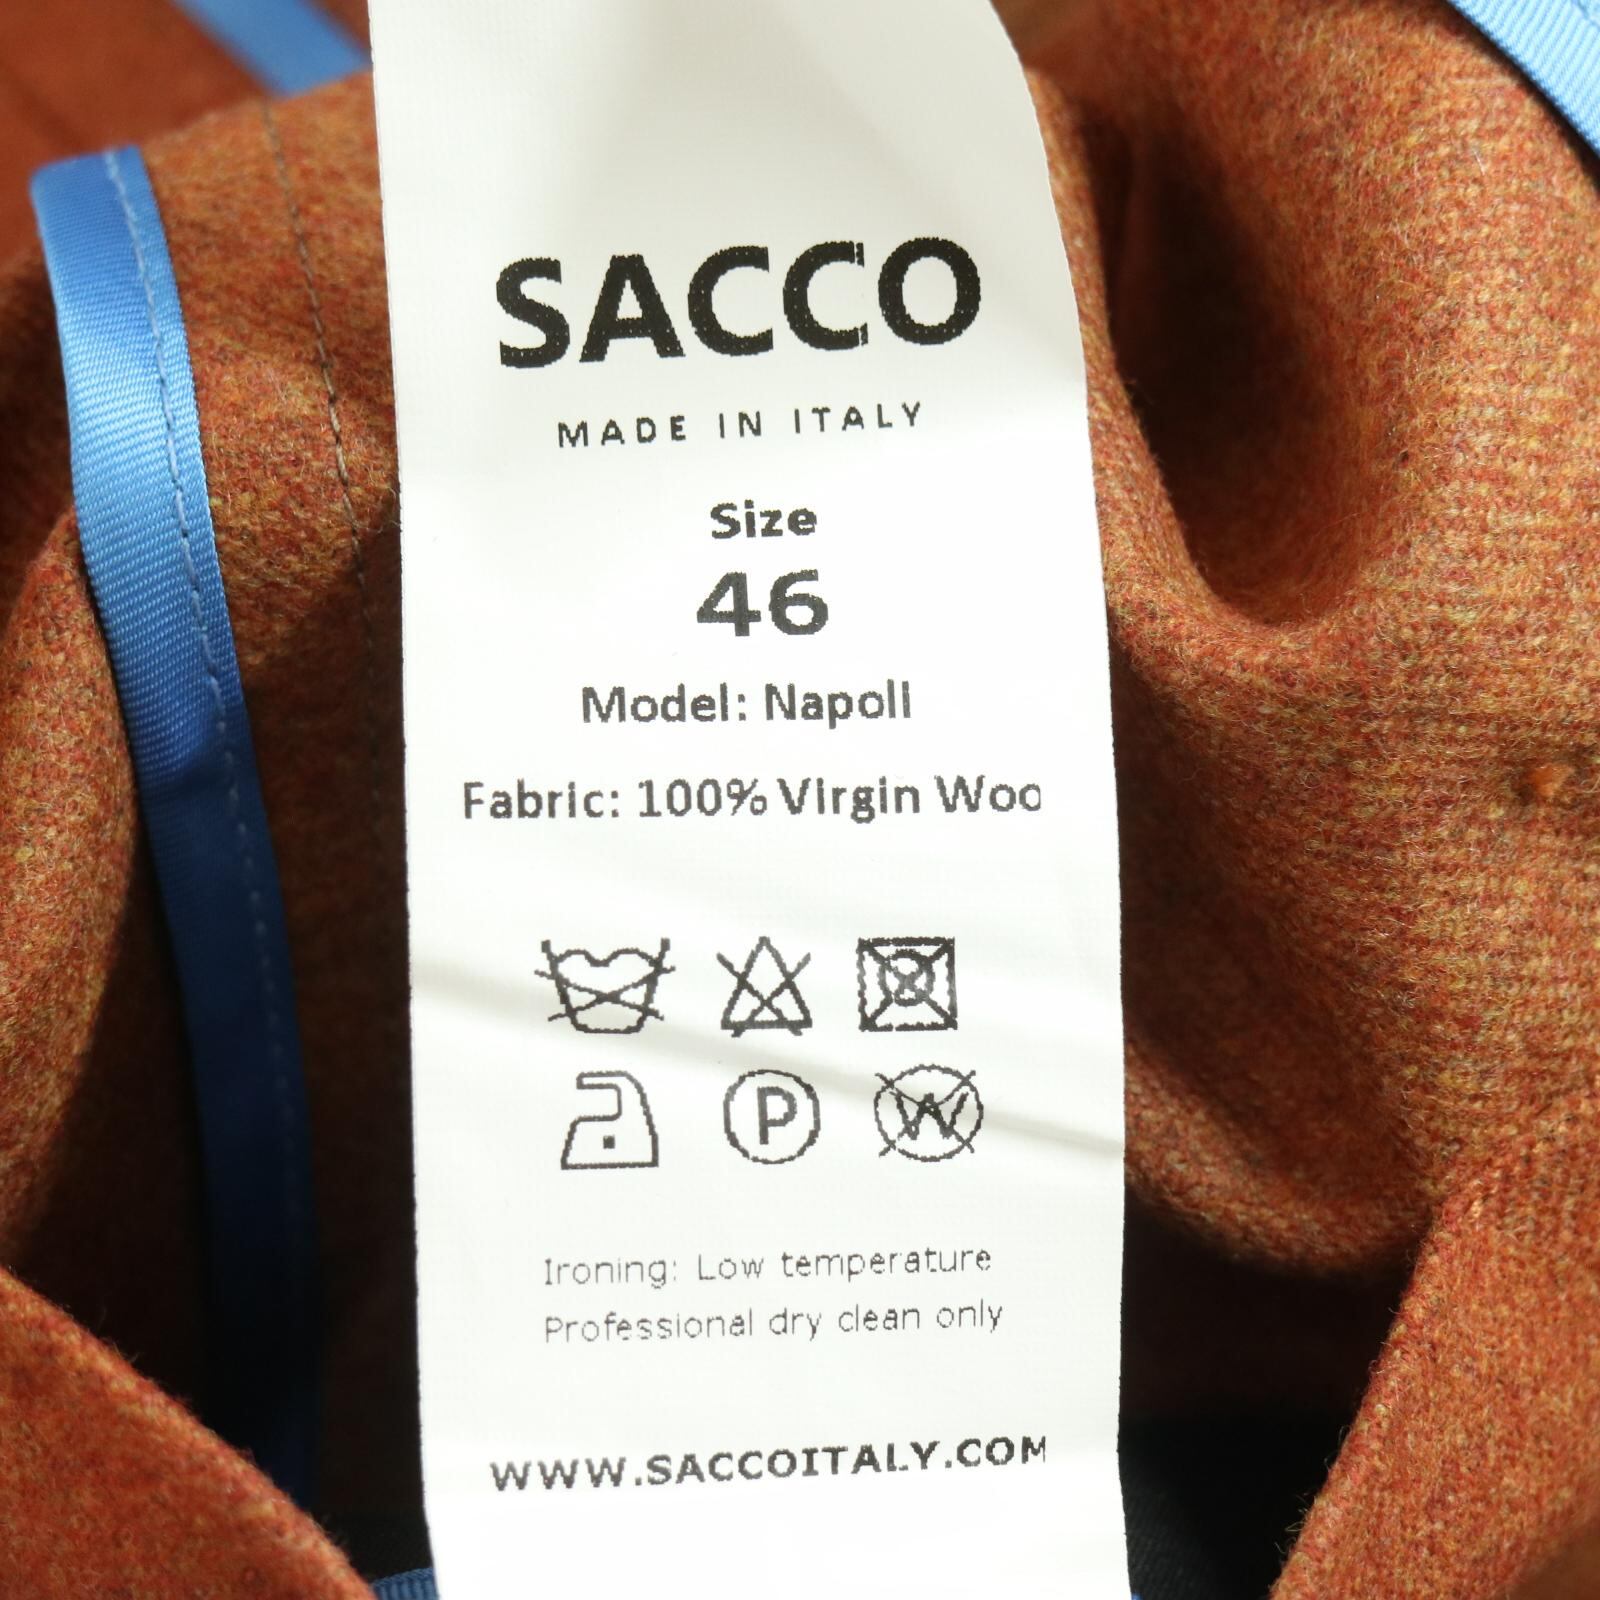 SACCO
MADE IN ITALY
Size
46
Model: Napoli
Fabric: 100% Virgin Woo
P
W
Ironing: Low temperature
Professional dry clean only
WWW.SACCOITALY.COM